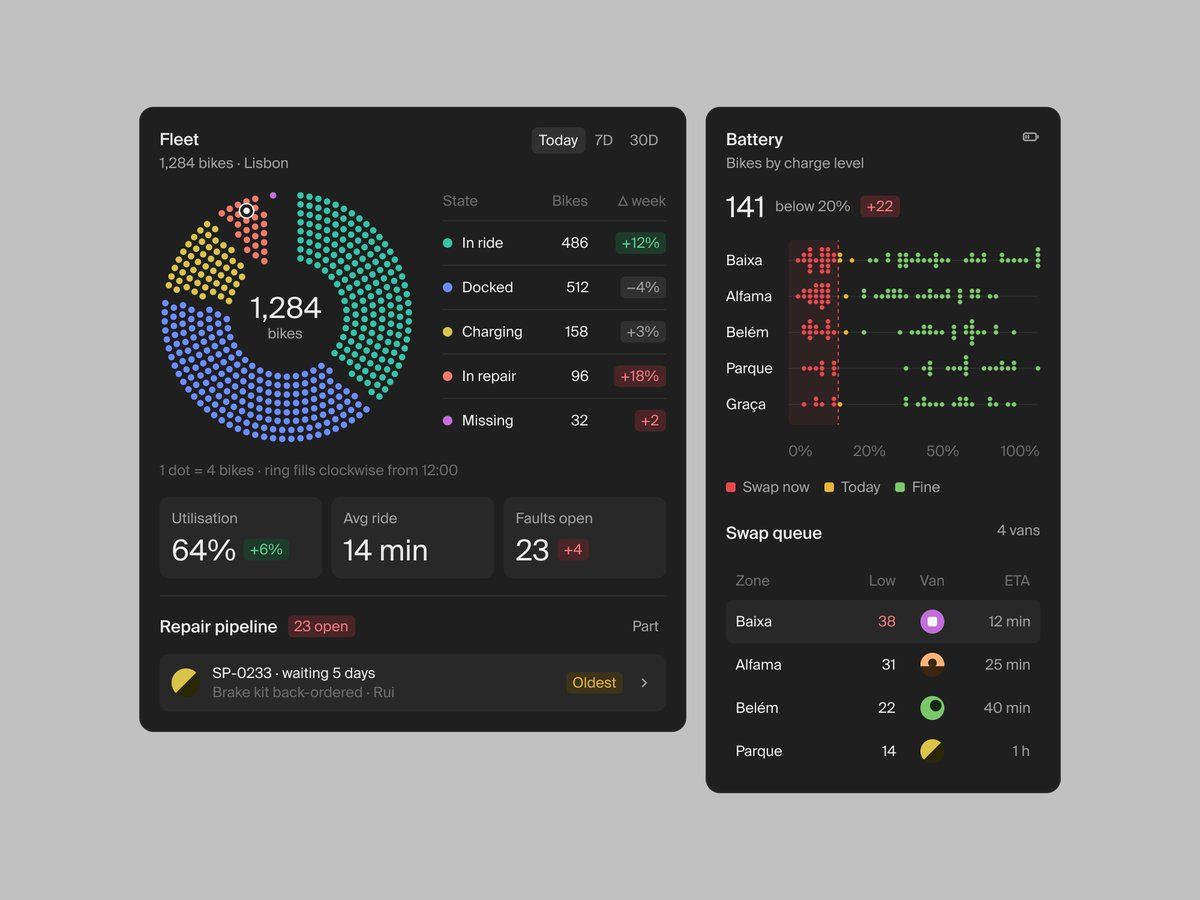 Fleet
1,284 bikes · Lisbon
Today 7D 30D
1,284
bikes
State Bikes Δ week
In ride 486 +12%
Docked 512 −4%
Charging 158 +3%
In repair 96 +18%
Missing 32 +2
1 dot = 4 bikes · ring fills clockwise from 12:00
Utilisation
64% +6%
Avg ride
14 min
Faults open
23 +4
Repair pipeline 23 open Part
SP-0233 · waiting 5 days
Brake kit back-ordered · Rui
Oldest
Battery
Bikes by charge level
141 below 20% +22
Baixa
Alfama
Belém
Parque
Graça
0% 20% 50% 100%
Swap now Today Fine
Swap queue 4 vans
Zone Low Van ETA
Baixa 38 12 min
Alfama 31 25 min
Belém 22 40 min
Parque 14 1 h